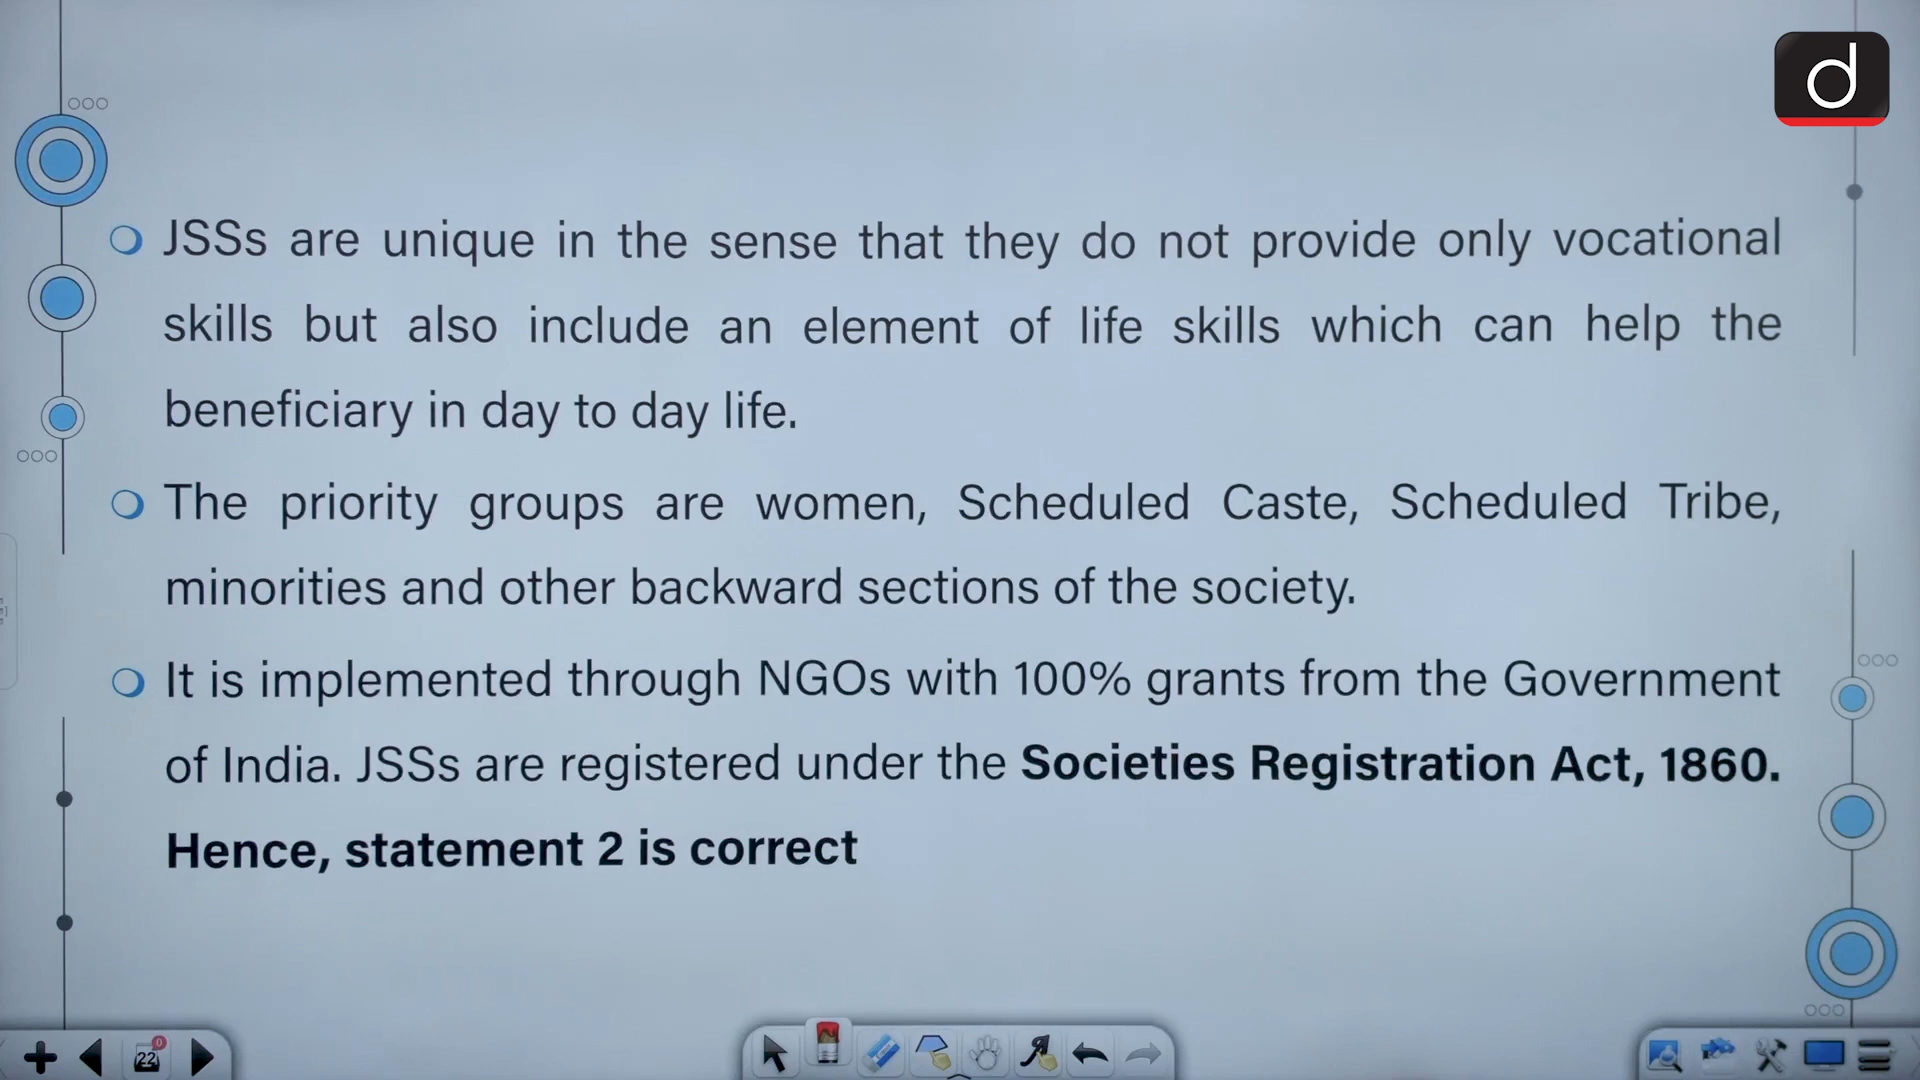 d
JSSs are unique in the sense that they do not provide only vocational
skills but also include an element of life skills which can help the
beneficiary in day to day life.
The priority groups are women, Scheduled Caste, Scheduled Tribe,
minorities and other backward sections of the society.
It is implemented through NGOs with 100% grants from the Government
of India. JSSs are registered under the Societies Registration Act, 1860.
Hence, statement 2 is correct
0
22